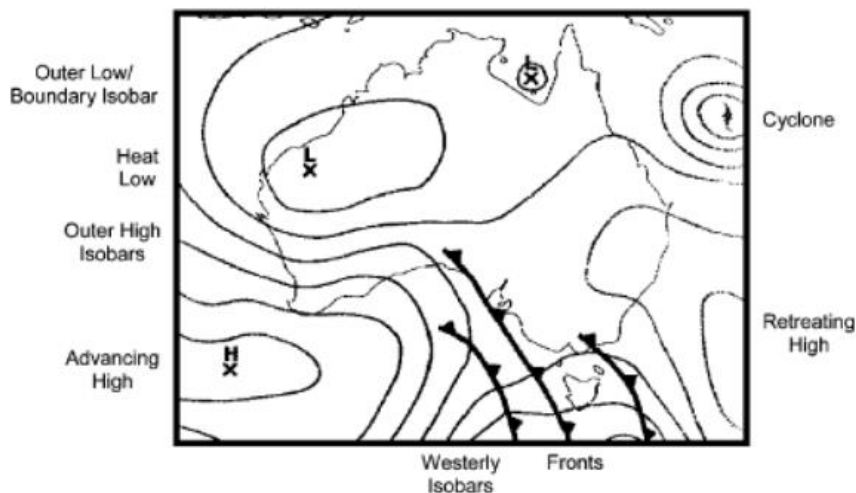 Outer Low/
Boundary Isobar
Heat
Low
Outer High
Isobars
Advancing
High
L
X
L
X
H
X
Cyclone
Retreating
High
Westerly
Isobars
Fronts